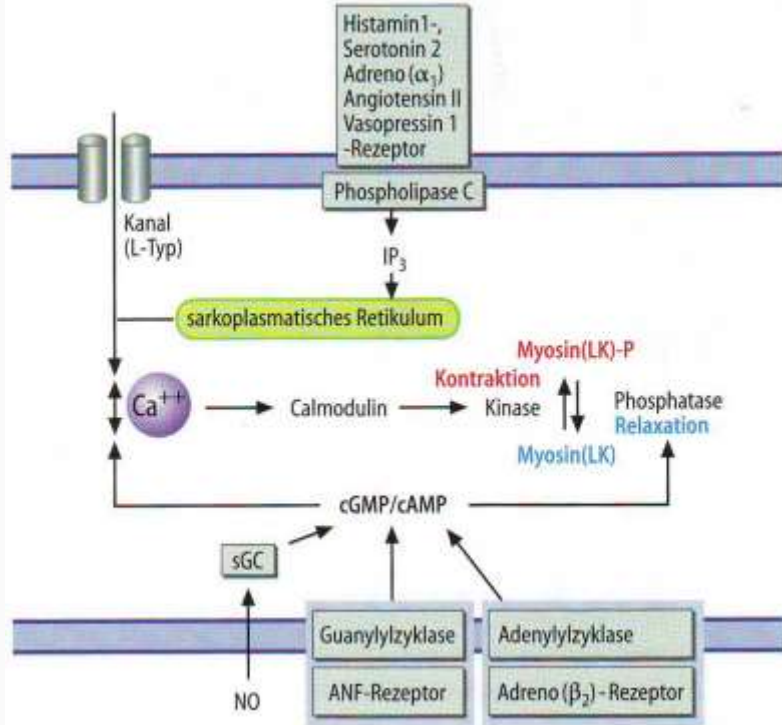 Histamin1-,
Serotonin 2
Adreno (α₁)
Angiotensin II
Vasopressin 1
-Rezeptor
Phospholipase C
Kanal
(L-Typ)
IP₃
sarkoplasmatisches Retikulum
Myosin(LK)-P
Kontraktion
Ca⁺⁺
Calmodulin
Kinase
Phosphatase
Relaxation
Myosin(LK)
cGMP/cAMP
sGC
Guanylylzyklase
Adenylylzyklase
NO
ANF-Rezeptor
Adreno (β₂) - Rezeptor